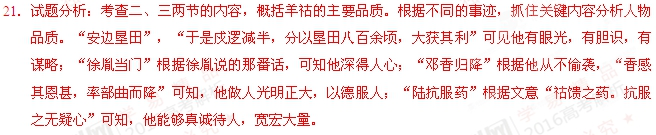 21. 试题分析：考查二、三两节的内容，概括羊祜的主要品质。根据不同的事迹，抓住关键内容分析人物
品质。“安边垦田”，“于是戍逻减半，分以垦田八百余顷，大获其利”可见他有眼光，有胆识，有
谋略；“徐胤当门”根据徐胤说的那番话，可知他深得人心；“邓香归降”根据他从不偷袭，“香感
其恩甚，率部曲而降”可知，他做人光明正大，以德服人；“陆抗服药”根据文意“祜馈之药。抗服
之无疑心”可知，他能够真诚待人，宽宏大量。